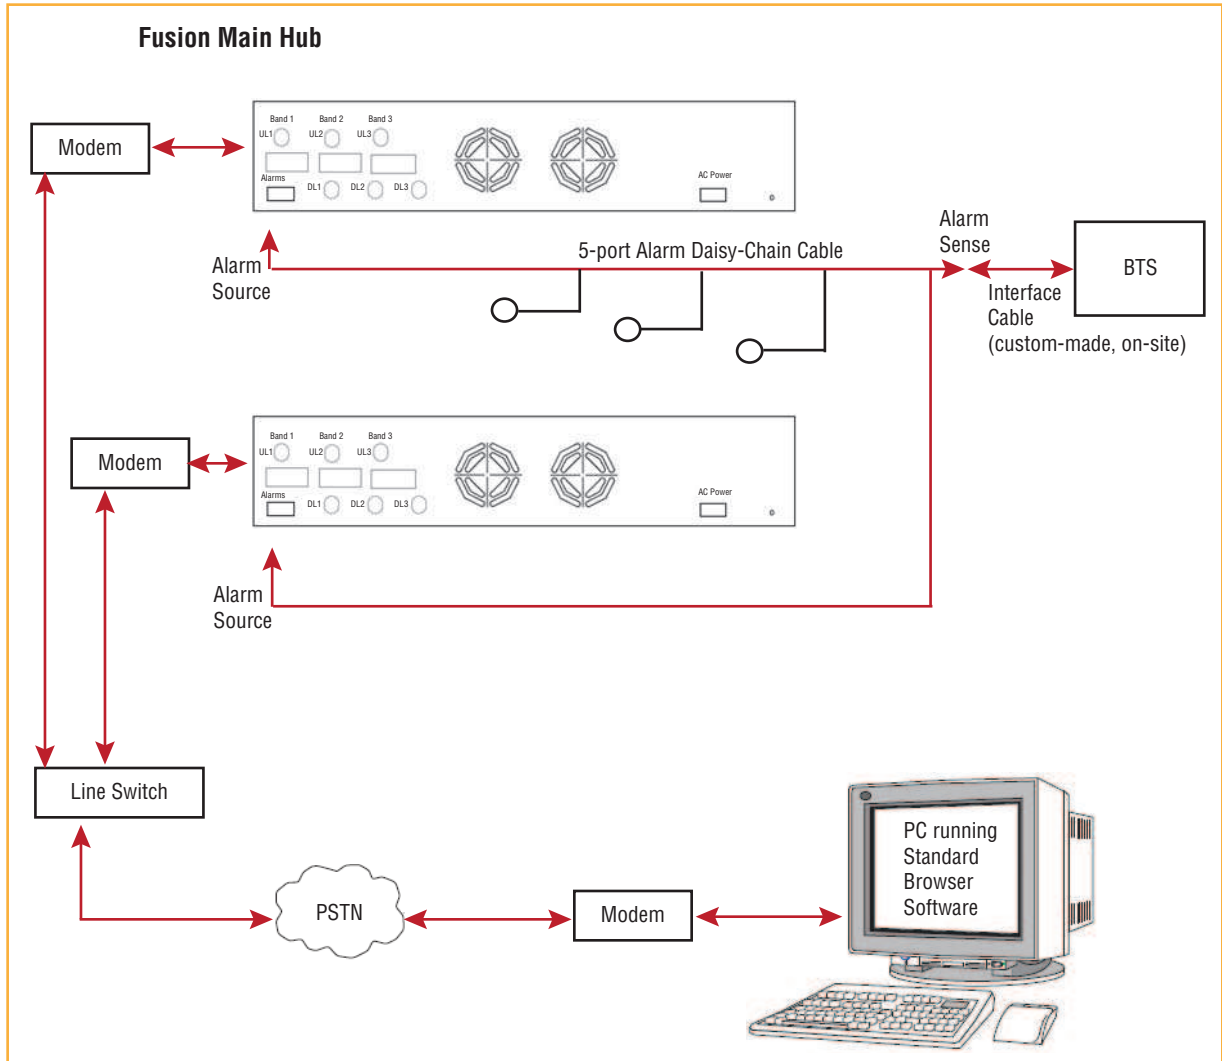 Fusion Main Hub
Modem
Band 1 Band 2 Band 3
UL1 UL2 UL3
Alarms
DL1 DL2 DL3
AC Power
Alarm
Source
5-port Alarm Daisy-Chain Cable
Alarm
Sense
BTS
Interface
Cable
(custom-made, on-site)
Modem
Band 1 Band 2 Band 3
UL1 UL2 UL3
Alarms
DL1 DL2 DL3
AC Power
Alarm
Source
Line Switch
PSTN
Modem
PC running
Standard
Browser
Software